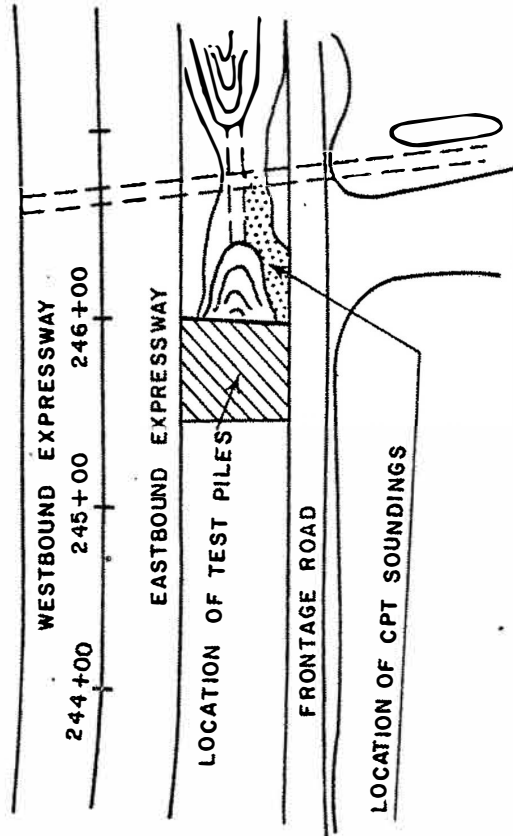 WESTBOUND EXPRESSWAY
244+00
245+00
246+00
EASTBOUND EXPRESSWAY
LOCATION OF TEST PILES
FRONTAGE ROAD
LOCATION OF CPT SOUNDINGS